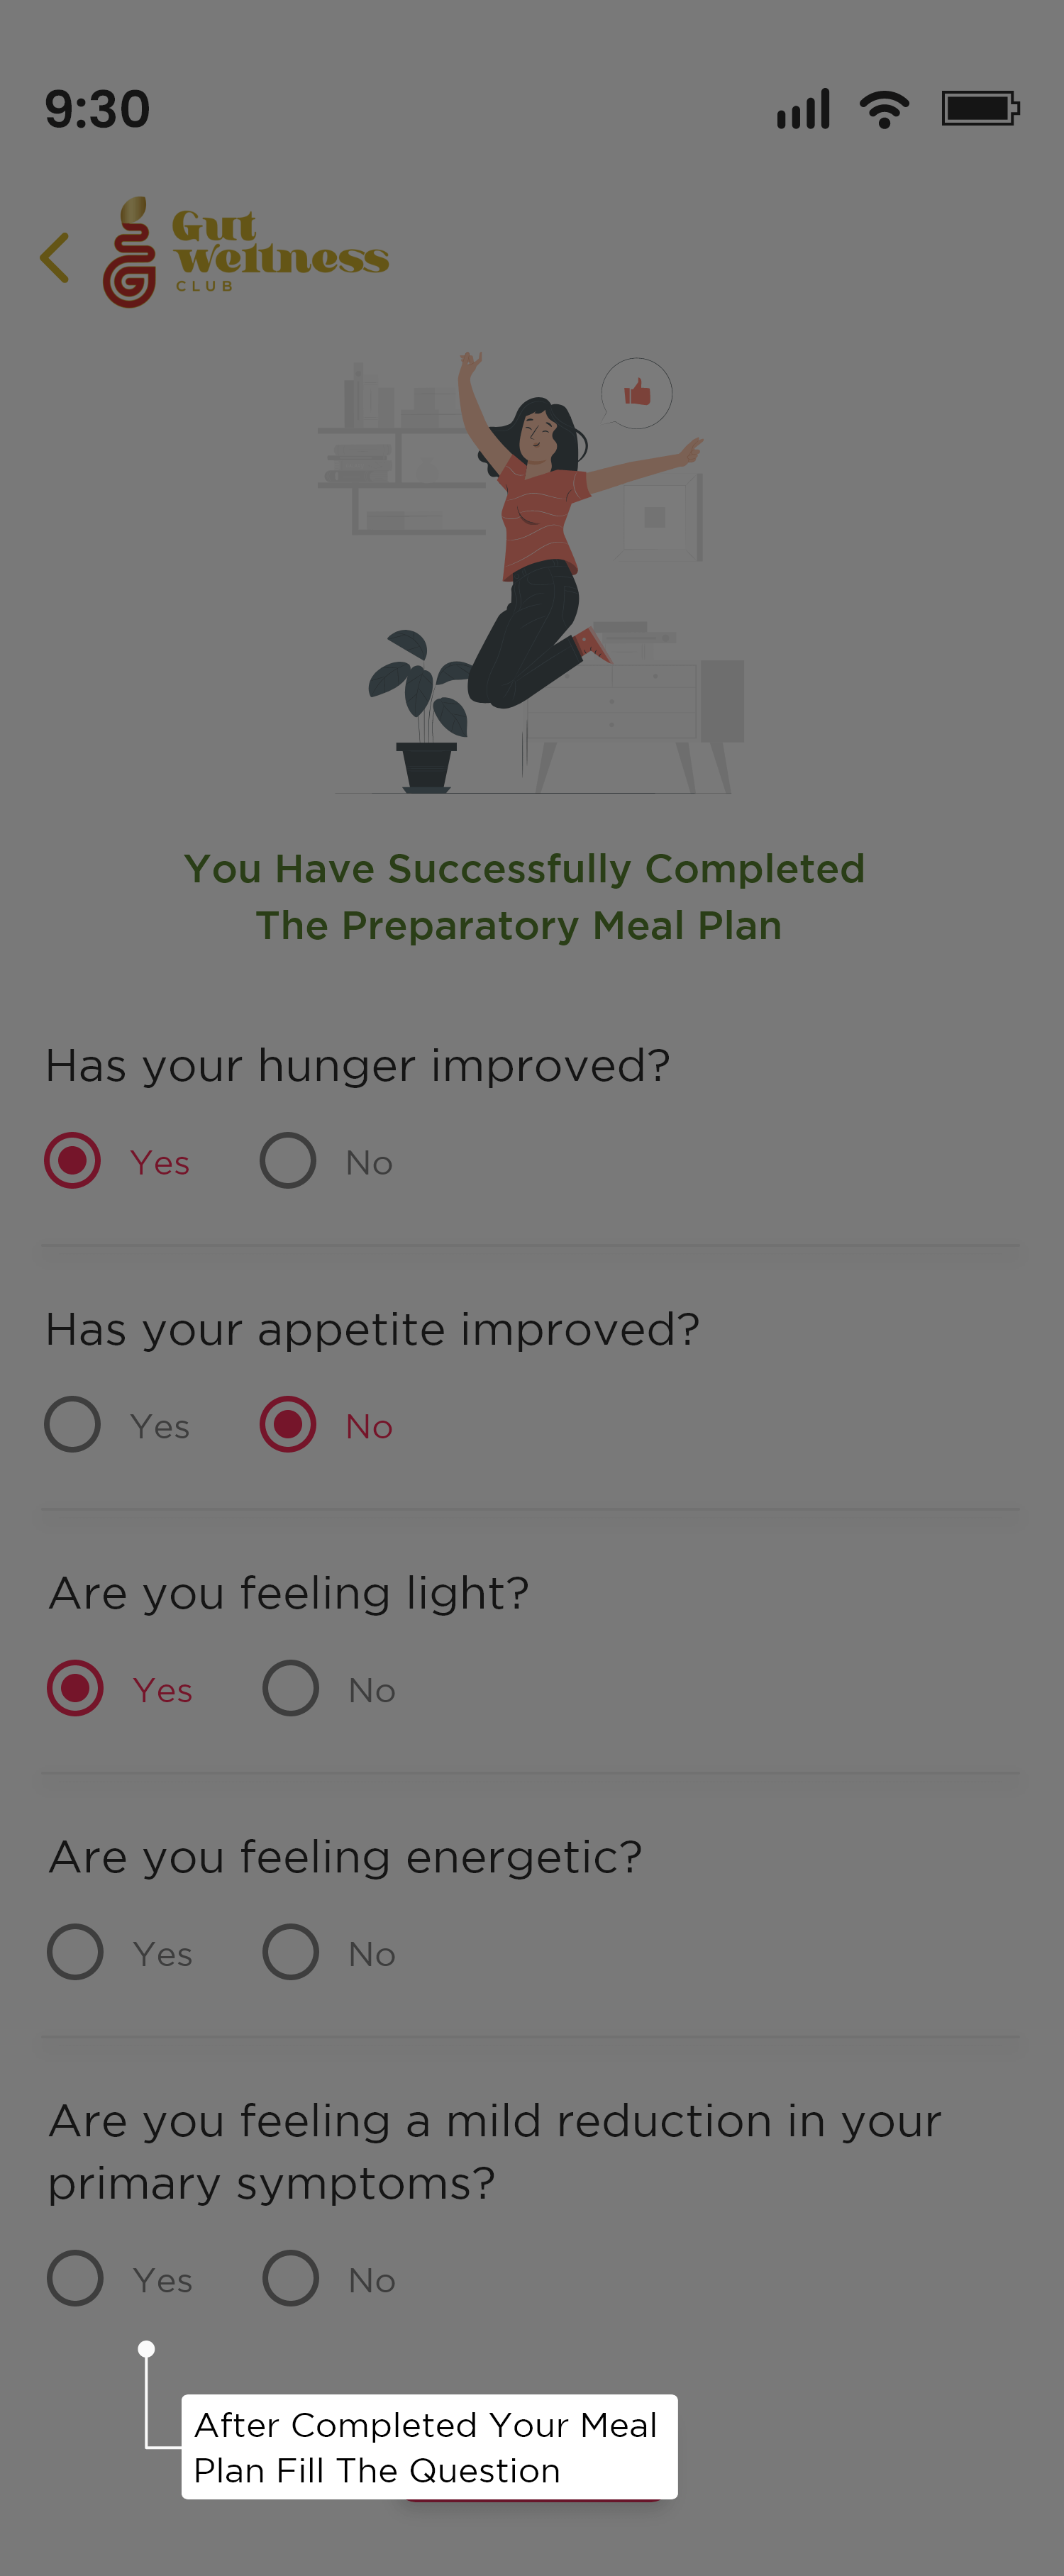 9:30
Gut
Wellness
CLUB
You Have Successfully Completed
The Preparatory Meal Plan
Has your hunger improved?
Yes No
Has your appetite improved?
Yes No
Are you feeling light?
Yes No
Are you feeling energetic?
Yes No
Are you feeling a mild reduction in your
primary symptoms?
Yes No
After Completed Your Meal
Plan Fill The Question